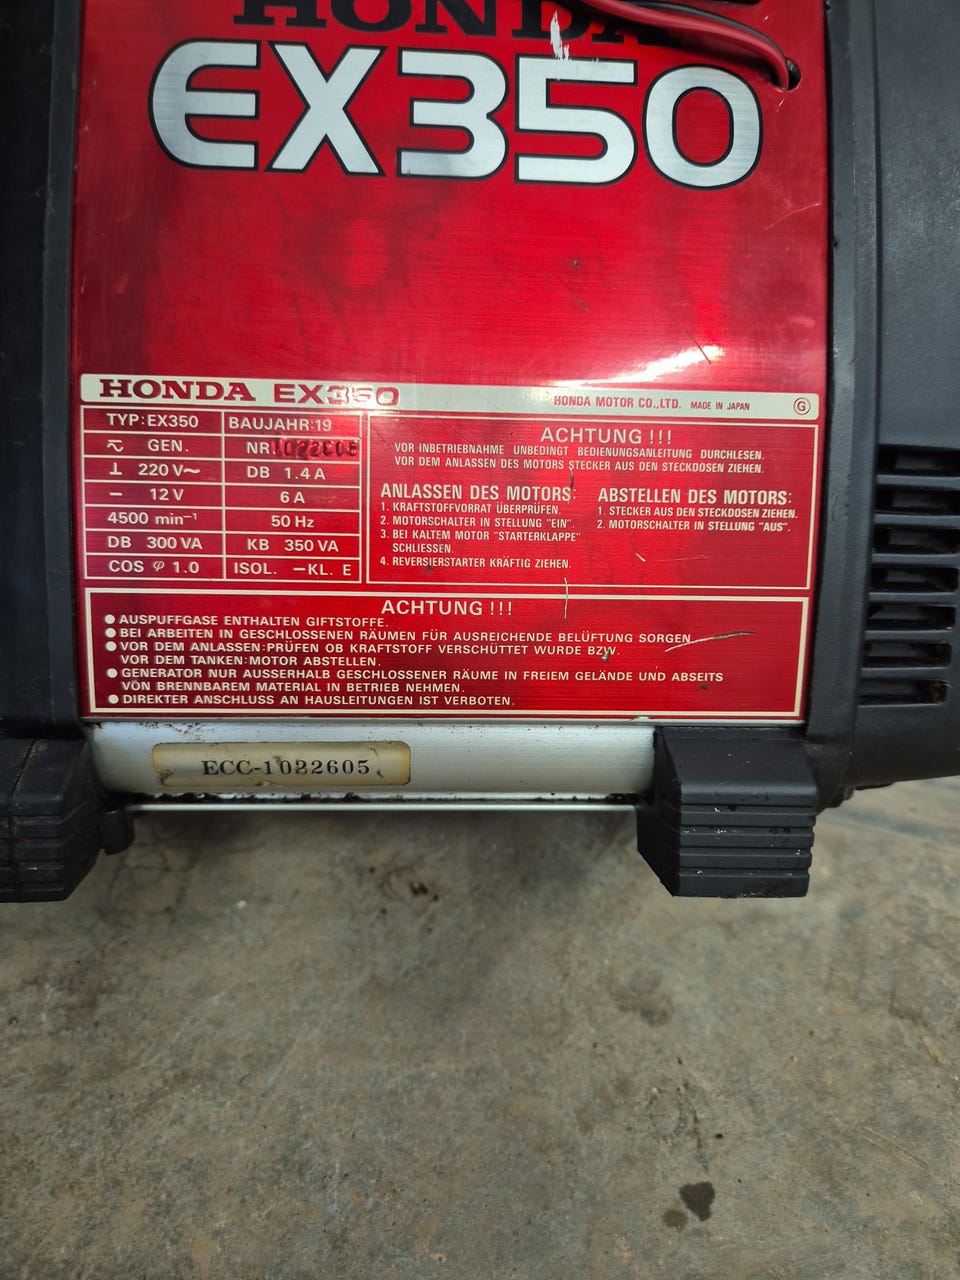 HONDA
EX350
HONDA EX350 HONDA MOTOR CO.,LTD. MADE IN JAPAN G
TYP:EX350 BAUJAHR:19
GEN. NR 1022605
⊥ 220 V~ DB 1.4 A
— 12 V 6 A
4500 min⁻¹ 50 Hz
DB 300 VA KB 350 VA
COS φ 1.0 ISOL. —KL. E
ACHTUNG !!!
VOR INBETRIEBNAHME UNBEDINGT BEDIENUNGSANLEITUNG DURCHLESEN.
VOR DEM ANLASSEN DES MOTORS STECKER AUS DEN STECKDOSEN ZIEHEN.
ANLASSEN DES MOTORS:
1. KRAFTSTOFFVORRAT ÜBERPRÜFEN.
2. MOTORSCHALTER IN STELLUNG "EIN".
3. BEI KALTEM MOTOR "STARTERKLAPPE"
SCHLIESSEN.
4. REVERSIERSTARTER KRÄFTIG ZIEHEN.
ABSTELLEN DES MOTORS:
1. STECKER AUS DEN STECKDOSEN ZIEHEN.
2. MOTORSCHALTER IN STELLUNG "AUS".
ACHTUNG !!!
● AUSPUFFGASE ENTHALTEN GIFTSTOFFE.
● BEI ARBEITEN IN GESCHLOSSENEN RÄUMEN FÜR AUSREICHENDE BELÜFTUNG SORGEN.
● VOR DEM ANLASSEN:PRÜFEN OB KRAFTSTOFF VERSCHÜTTET WURDE BZW.
VOR DEM TANKEN:MOTOR ABSTELLEN.
● GENERATOR NUR AUSSERHALB GESCHLOSSENER RÄUME IN FREIEM GELÄNDE UND ABSEITS
VON BRENNBAREM MATERIAL IN BETRIEB NEHMEN.
● DIREKTER ANSCHLUSS AN HAUSLEITUNGEN IST VERBOTEN.
ECC-1022605